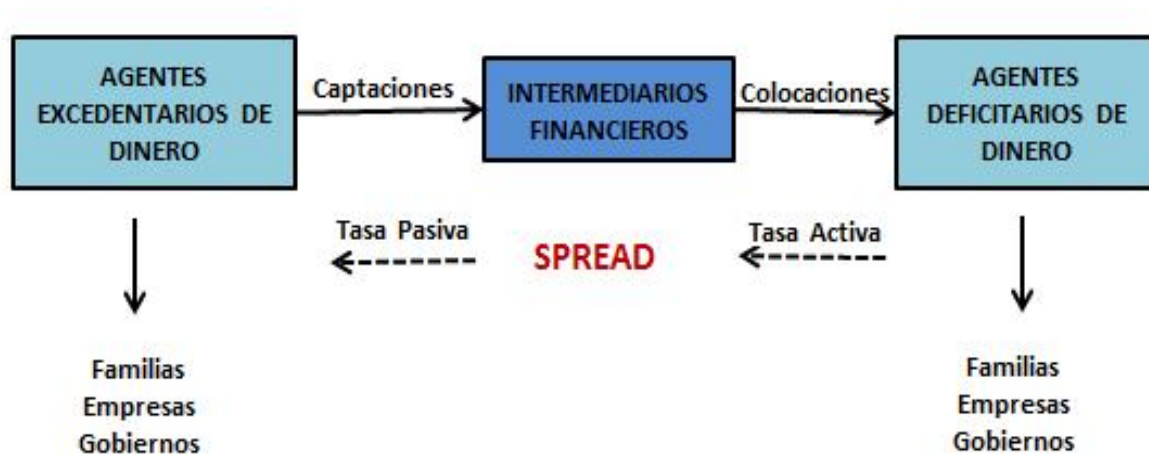 AGENTES
EXCEDENTARIOS DE
DINERO
Captaciones
INTERMEDIARIOS
FINANCIEROS
Colocaciones
AGENTES
DEFICITARIOS DE
DINERO
Tasa Pasiva
SPREAD
Tasa Activa
Familias
Empresas
Gobiernos
Familias
Empresas
Gobiernos